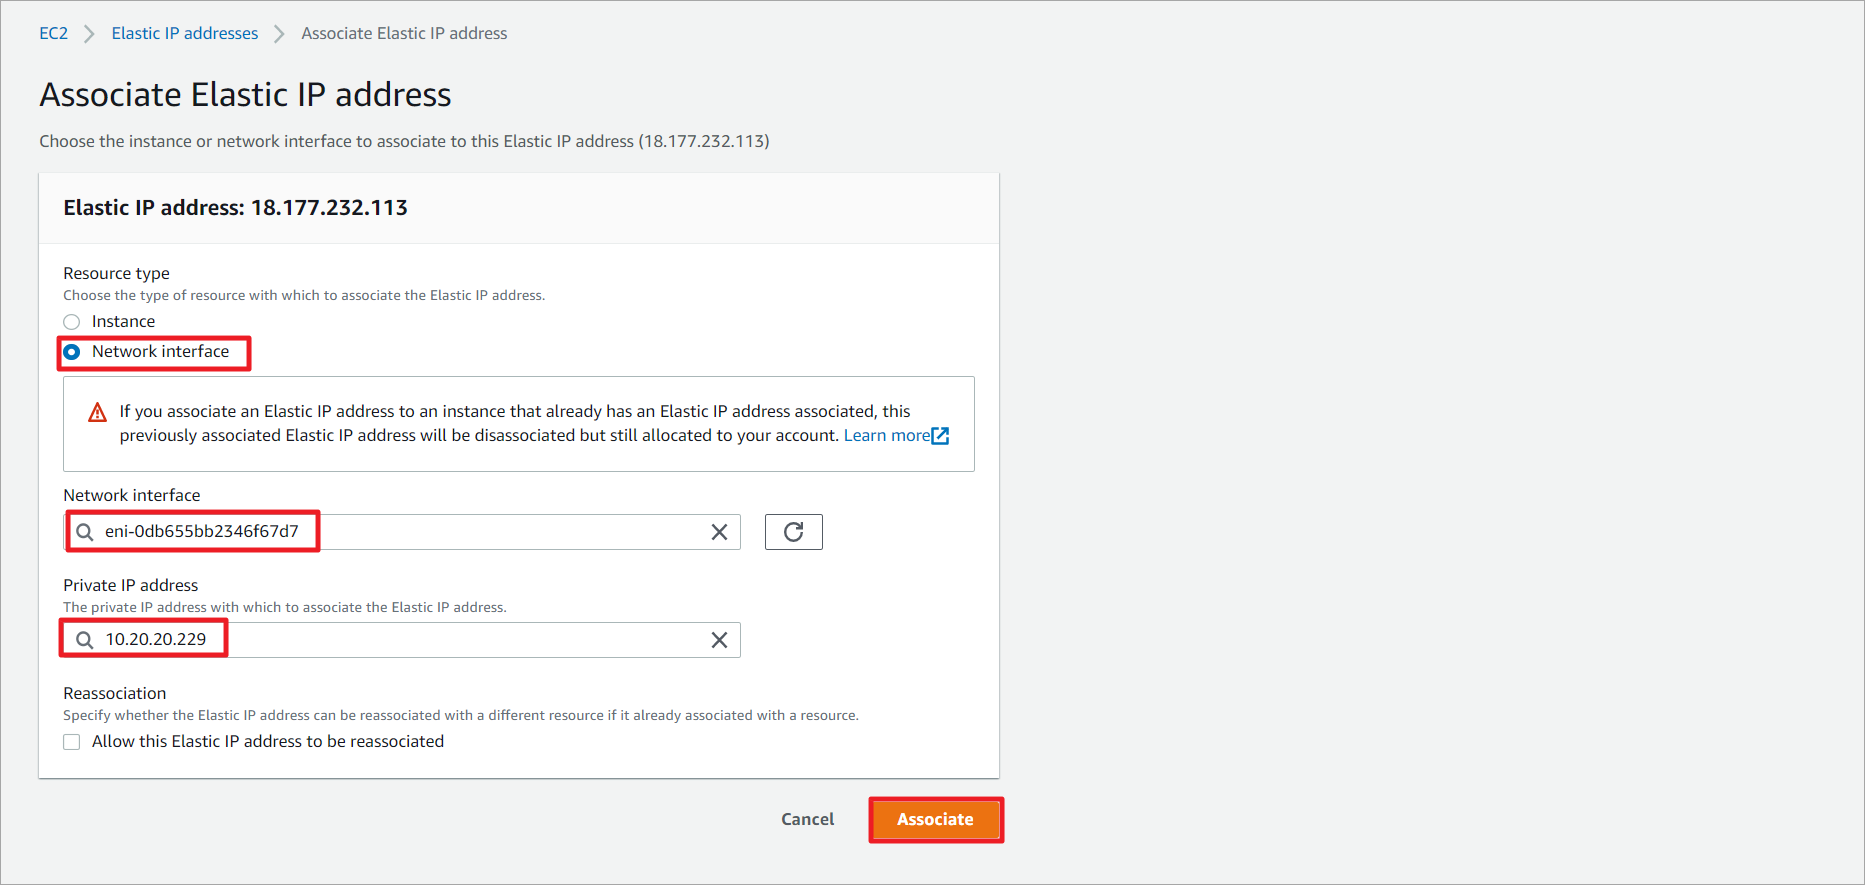 EC2 > Elastic IP addresses > Associate Elastic IP address
Associate Elastic IP address
Choose the instance or network interface to associate to this Elastic IP address (18.177.232.113)
Elastic IP address: 18.177.232.113
Resource type
Choose the type of resource with which to associate the Elastic IP address.
Instance
Network interface
If you associate an Elastic IP address to an instance that already has an Elastic IP address associated, this
previously associated Elastic IP address will be disassociated but still allocated to your account. Learn more
Network interface
eni-0db655bb2346f67d7
Private IP address
The private IP address with which to associate the Elastic IP address.
10.20.20.229
Reassociation
Specify whether the Elastic IP address can be reassociated with a different resource if it already associated with a resource.
Allow this Elastic IP address to be reassociated
Cancel Associate